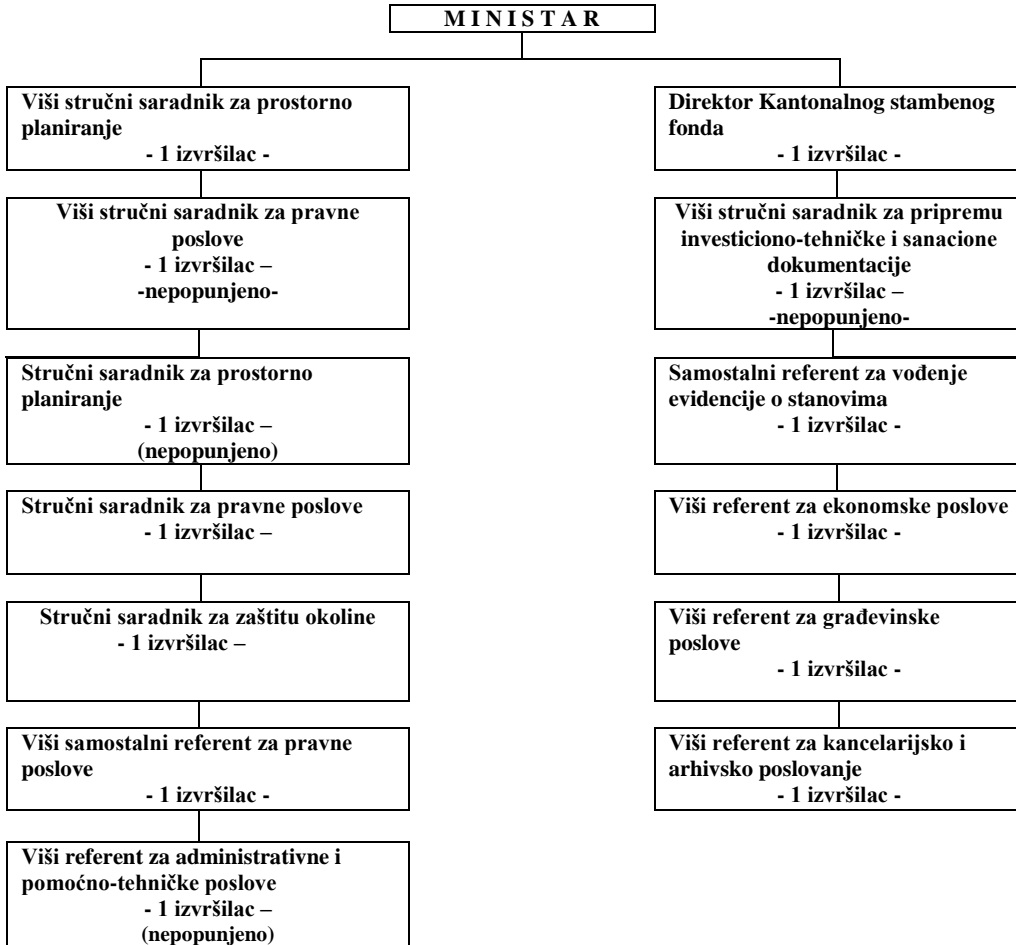 M I N I S T A R
Viši stručni saradnik za prostorno
planiranje
- 1 izvršilac -
Viši stručni saradnik za pravne
poslove
- 1 izvršilac –
-nepopunjeno-
Stručni saradnik za prostorno
planiranje
- 1 izvršilac –
(nepopunjeno)
Stručni saradnik za pravne poslove
- 1 izvršilac –
Stručni saradnik za zaštitu okoline
- 1 izvršilac –
Viši samostalni referent za pravne
poslove
- 1 izvršilac -
Viši referent za administrativne i
pomoćno-tehničke poslove
- 1 izvršilac –
(nepopunjeno)
Direktor Kantonalnog stambenog
fonda
- 1 izvršilac -
Viši stručni saradnik za pripremu
investiciono-tehničke i sanacione
dokumentacije
- 1 izvršilac –
-nepopunjeno-
Samostalni referent za vođenje
evidencije o stanovima
- 1 izvršilac -
Viši referent za ekonomske poslove
- 1 izvršilac -
Viši referent za građevinske
poslove
- 1 izvršilac -
Viši referent za kancelarijsko i
arhivsko poslovanje
- 1 izvršilac -